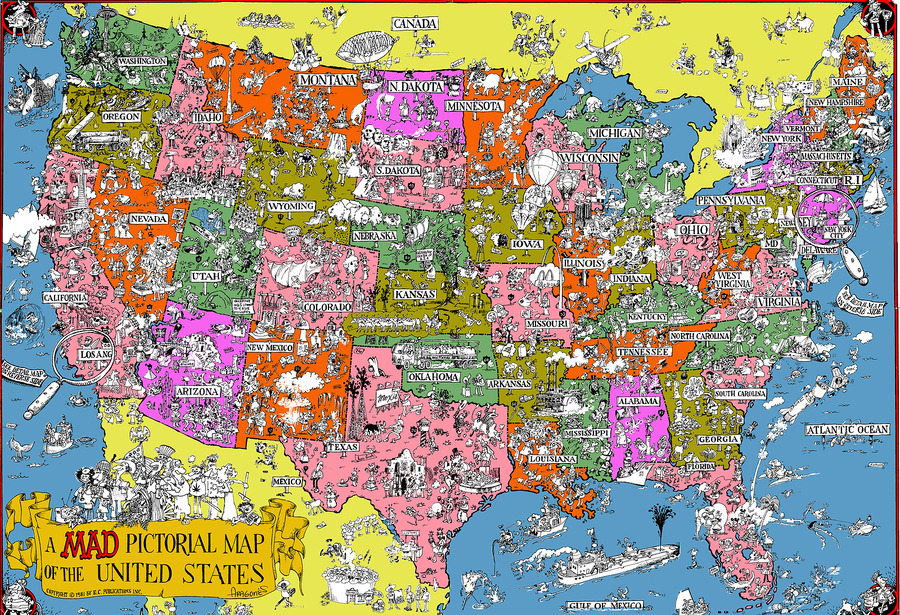 CANADA
WASHINGTON
MONTANA
N. DAKOTA
MINNESOTA
MAINE
OREGON
IDAHO
NEW HAMPSHIRE
VERMONT
MICHIGAN
NEW YORK
WISCONSIN
MASSACHUSETTS
S. DAKOTA
CONNECTICUT
R I
WYOMING
PENNSYLVANIA
NEVADA
NEBRASKA
IOWA
OHIO
NEW
NEW YORK
CITY
MD
DELAWARE
UTAH
ILLINOIS
INDIANA
WEST
VIRGINIA
CALIFORNIA
COLORADO
KANSAS
VIRGINIA
MISSOURI
KENTUCKY
NORTH CAROLINA
LOS ANG
NEW MEXICO
TENNESSEE
ARIZONA
OKLAHOMA
ARKANSAS
SOUTH CAROLINA
ALABAMA
MISSISSIPPI
GEORGIA
ATLANTIC OCEAN
TEXAS
LOUISIANA
FLORIDA
MEXICO
A MAD PICTORIAL MAP
OF THE UNITED STATES
COPYRIGHT © 1981 BY E.C. PUBLICATIONS INC.
ARAGONÉS
GULF OF MEXICO